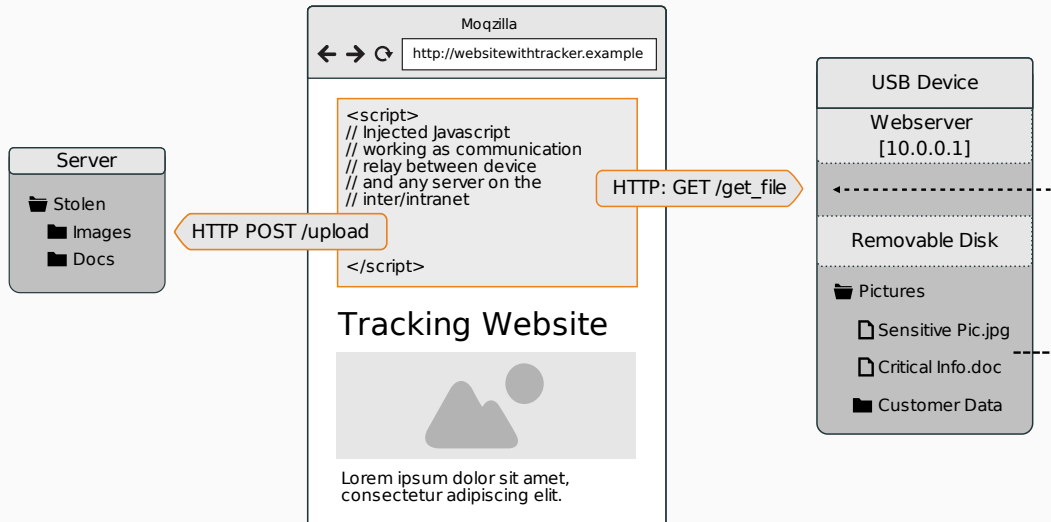 Moqzilla
http://websitewithtracker.example
<script>
// Injected Javascript
// working as communication
// relay between device
// and any server on the
// inter/intranet
</script>
Server
Stolen
Images
Docs
HTTP POST /upload
HTTP: GET /get_file
Tracking Website
Lorem ipsum dolor sit amet,
consectetur adipiscing elit.
USB Device
Webserver
[10.0.0.1]
Removable Disk
Pictures
Sensitive Pic.jpg
Critical Info.doc
Customer Data